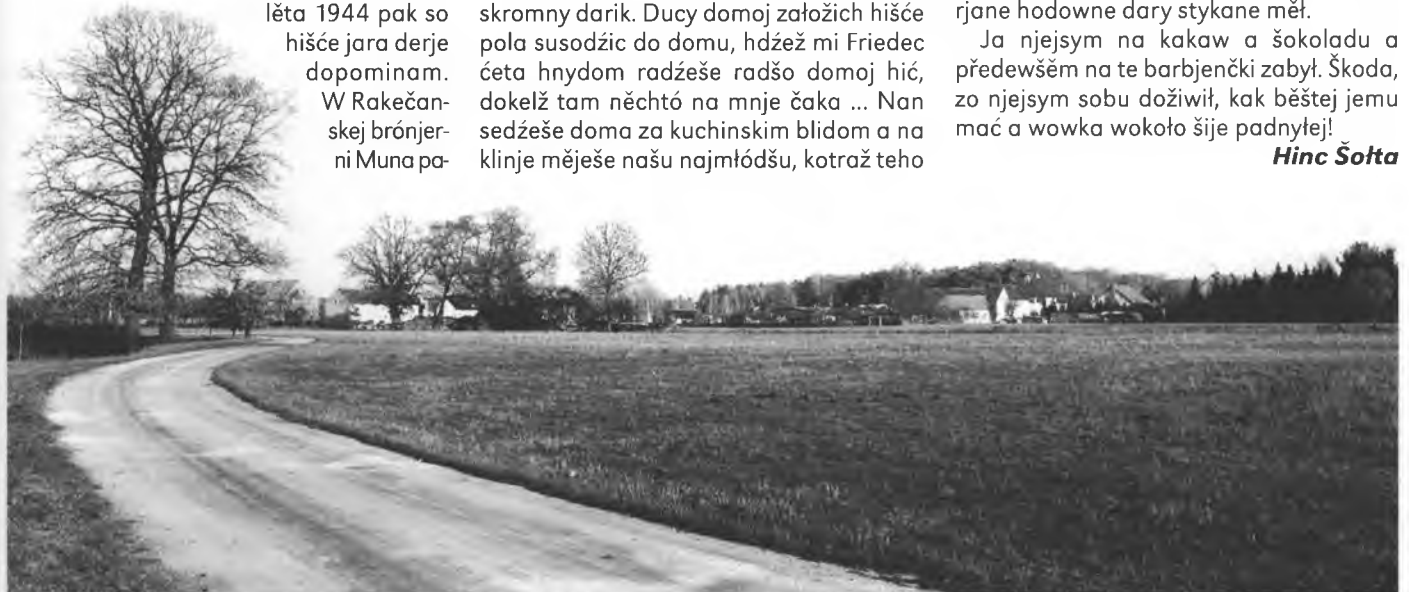 lěta 1944 pak so
hišće jara derje
dopominam.
W Rakečan-
skej brónjer-
ni Muna pa-
skromny darik. Ducy domoj założich hišće
pola susodźic do domu, hdźež mi Friedec
ćeta hnydom radźeše radšo domoj hić,
dokelž tam něchtó na mnje čaka ... Nan
sedźeše doma za kuchinskim blidom a na
klinje měješe našu najmłódšu, kotraž teho
rjane hodowne dary stykane měł.
Ja njejsym na kakaw a šokoladu a
předewšěm na te barbjenčki zabył. Škoda,
zo njejsym sobu dožiwił, kak běštej jemu
mać a wowka wokoło šije padnyłej!
Hinc Šołta